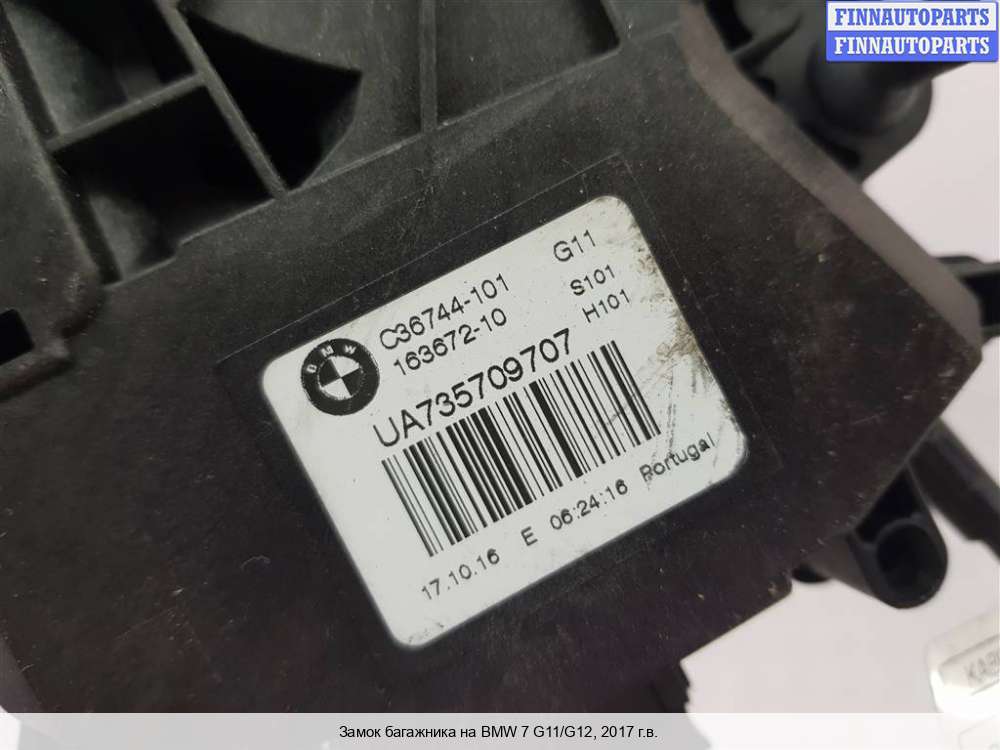 FINNAUTOPARTS
FINNAUTOPARTS
C36744-101 G11
163672-10 S101
H101
BMW
UA735709707
17.10.16 E 06:24:16 Portugal
Замок багажника на BMW 7 G11/G12, 2017 г.в.